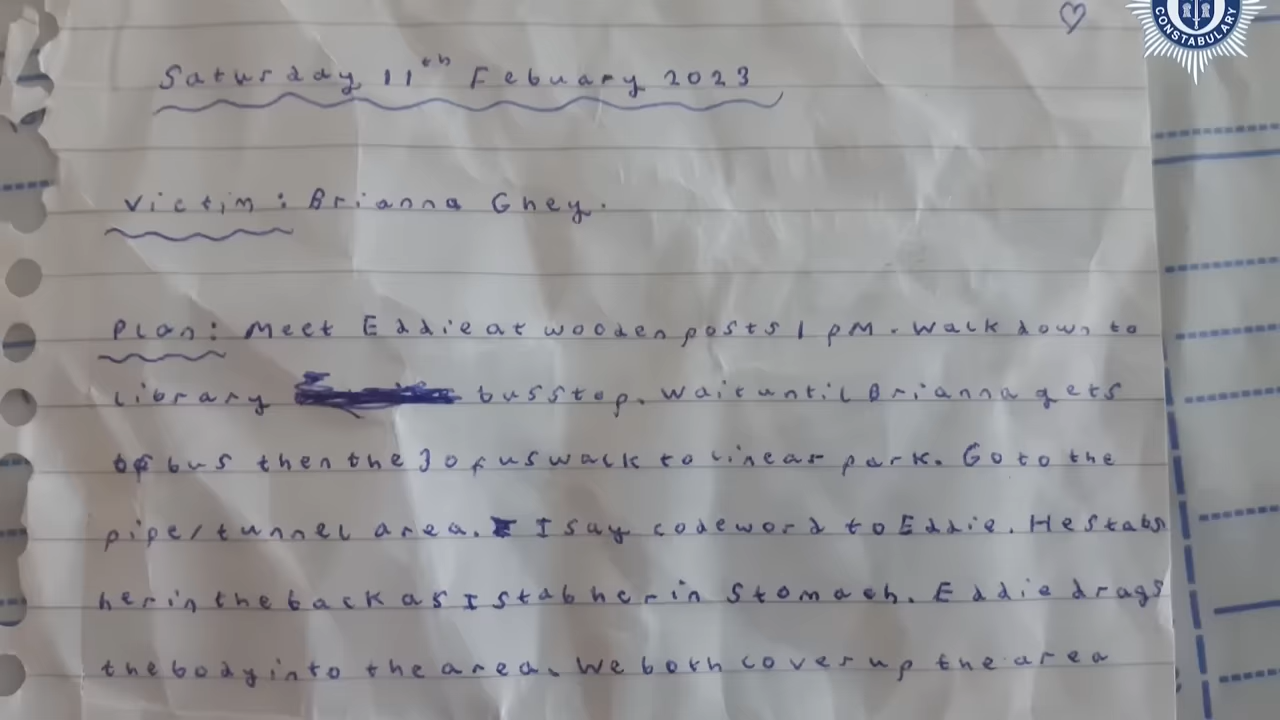 CONSTABULARY
Saturday 11th Febuary 2023
Victim: Brianna Ghey.
Plan: Meet Eddie at wooden posts 1 pM. Walk down to
library bus stop. Wait until Brianna gets
of bus then the 3 of us walk to linear park. Go to the
pipe/tunnel area. I say codeword to Eddie. He stabs
her in the back as I stab her in stomach. Eddie drags
the body into the area. We both cover up the area